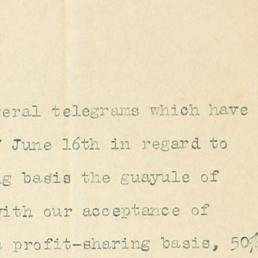 eral telegrams which have
June 16th in regard to
g basis the guayule of
with our acceptance of
profit-sharing basis, 50%